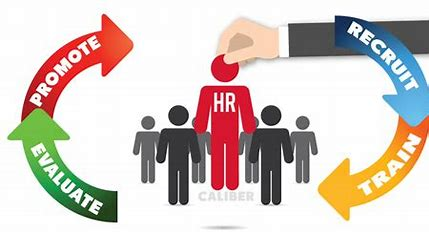 PROMOTE
EVALUATE
HR
CALIBER
RECRUIT
TRAIN